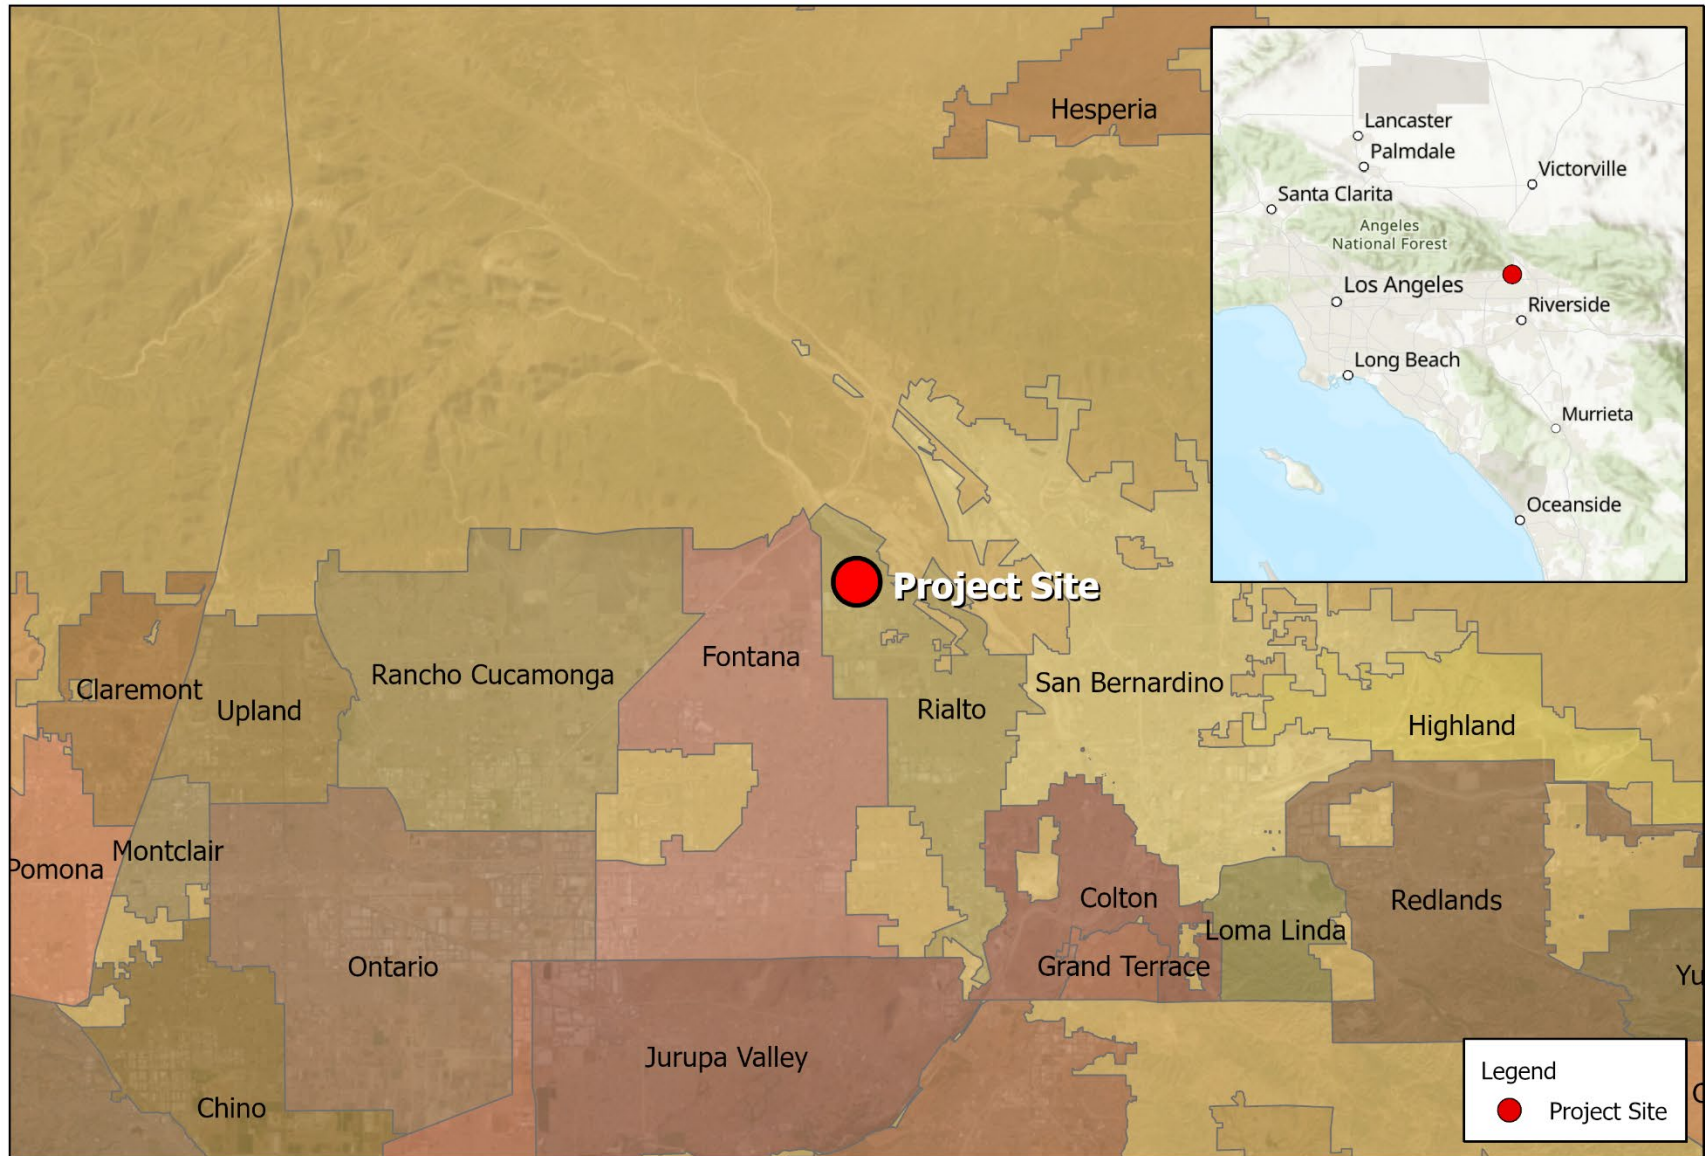 Hesperia
Lancaster
Palmdale
Victorville
Santa Clarita
Angeles
National Forest
Los Angeles
Riverside
Long Beach
Murrieta
Oceanside
Project Site
Fontana
Rancho Cucamonga
San Bernardino
Claremont
Upland
Rialto
Highland
Montclair
Pomona
Colton
Redlands
Loma Linda
Ontario
Grand Terrace
Yu
Jurupa Valley
Chino
Legend
Project Site